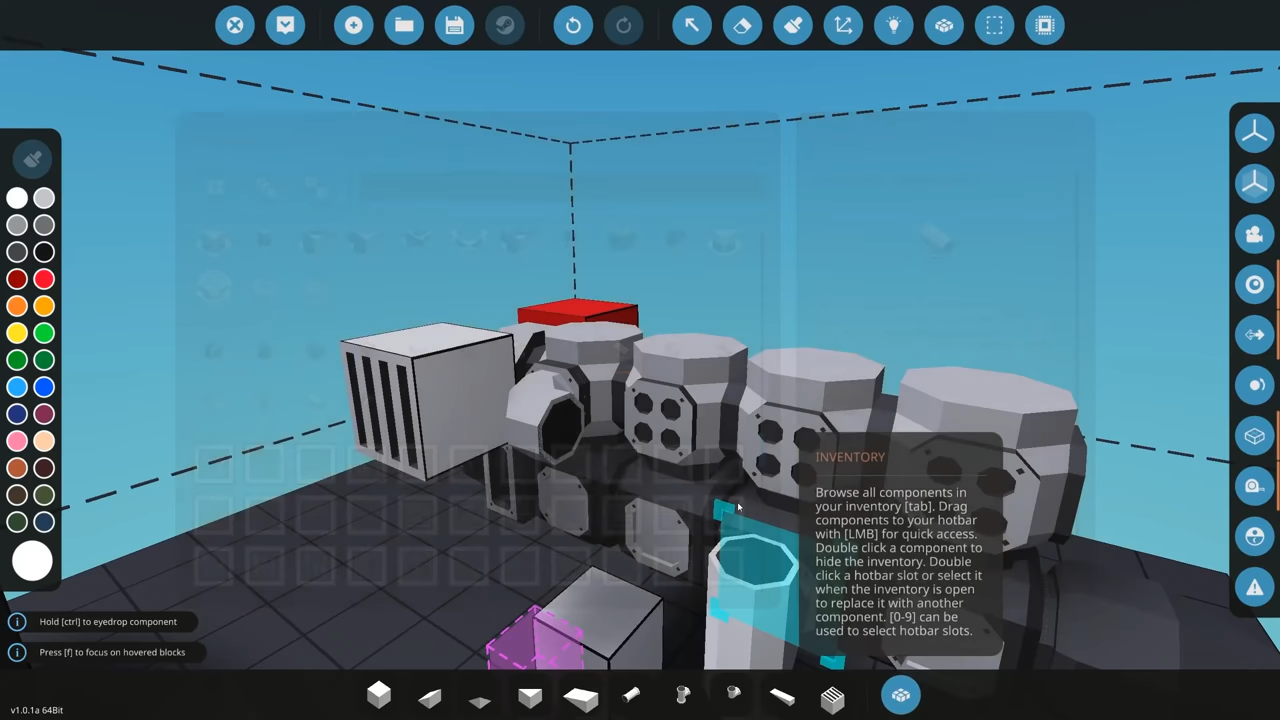 INVENTORY
Browse all components in
your inventory [tab]. Drag
components to your hotbar
with [LMB] for quick access.
Double click a component to
hide the inventory. Double
click a hotbar slot or select it
when the inventory is open
to replace it with another
component. [0-9] can be
used to select hotbar slots.
Hold [ctrl] to eyedrop component
Press [f] to focus on hovered blocks
v1.0.1a 64Bit